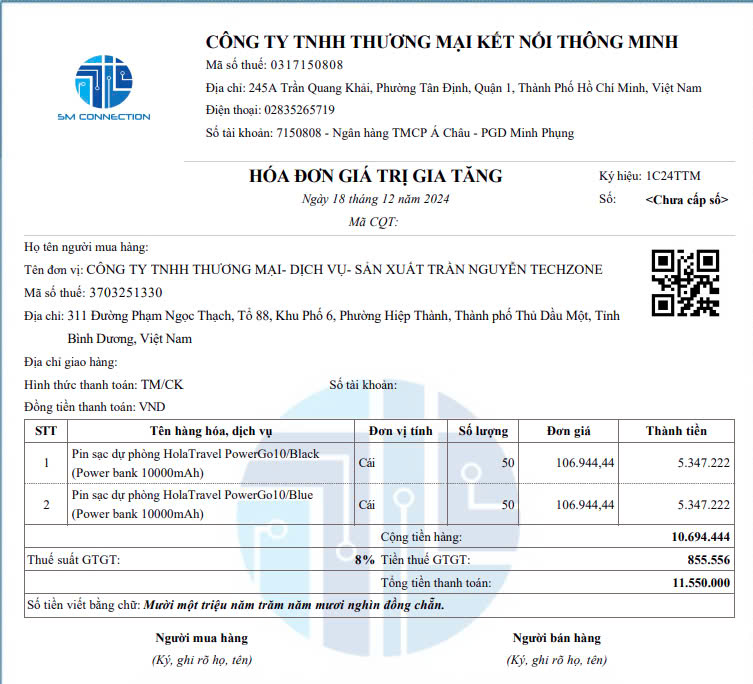 SM CONNECTION
CÔNG TY TNHH THƯƠNG MẠI KẾT NỐI THÔNG MINH
Mã số thuế: 0317150808
Địa chỉ: 245A Trần Quang Khải, Phường Tân Định, Quận 1, Thành Phố Hồ Chí Minh, Việt Nam
Điện thoại: 02835265719
Số tài khoản: 7150808 - Ngân hàng TMCP Á Châu - PGD Minh Phụng
HÓA ĐƠN GIÁ TRỊ GIA TĂNG
Ký hiệu: 1C24TTM
Ngày 18 tháng 12 năm 2024
Số: <Chưa cấp số>
Mã CQT:
Họ tên người mua hàng:
Tên đơn vị: CÔNG TY TNHH THƯƠNG MẠI- DỊCH VỤ- SẢN XUẤT TRẦN NGUYỄN TECHZONE
Mã số thuế: 3703251330
Địa chỉ: 311 Đường Phạm Ngọc Thạch, Tổ 88, Khu Phố 6, Phường Hiệp Thành, Thành phố Thủ Dầu Một, Tỉnh
Bình Dương, Việt Nam
Địa chỉ giao hàng:
Hình thức thanh toán: TM/CK Số tài khoản:
Đồng tiền thanh toán: VND
STT Tên hàng hóa, dịch vụ Đơn vị tính Số lượng Đơn giá Thành tiền
1 Pin sạc dự phòng HolaTravel PowerGo10/Black
(Power bank 10000mAh) Cái 50 106.944,44 5.347.222
2 Pin sạc dự phòng HolaTravel PowerGo10/Blue
(Power bank 10000mAh) Cái 50 106.944,44 5.347.222
Cộng tiền hàng: 10.694.444
Thuế suất GTGT: 8% Tiền thuế GTGT: 855.556
Tổng tiền thanh toán: 11.550.000
Số tiền viết bằng chữ: Mười một triệu năm trăm năm mươi nghìn đồng chẵn.
Người mua hàng Người bán hàng
(Ký, ghi rõ họ, tên) (Ký, ghi rõ họ, tên)